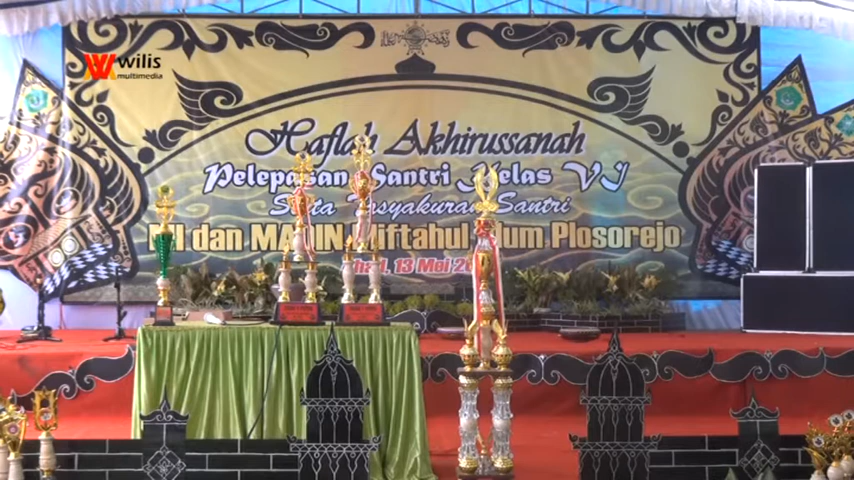 wilis
multimedia
Haflah Akhirussanah
Pelepasan Santri Kelas VI
Serta Tasyakuran Santri
dan MADIN Miftahul Ulum Plosorejo
13 Mei